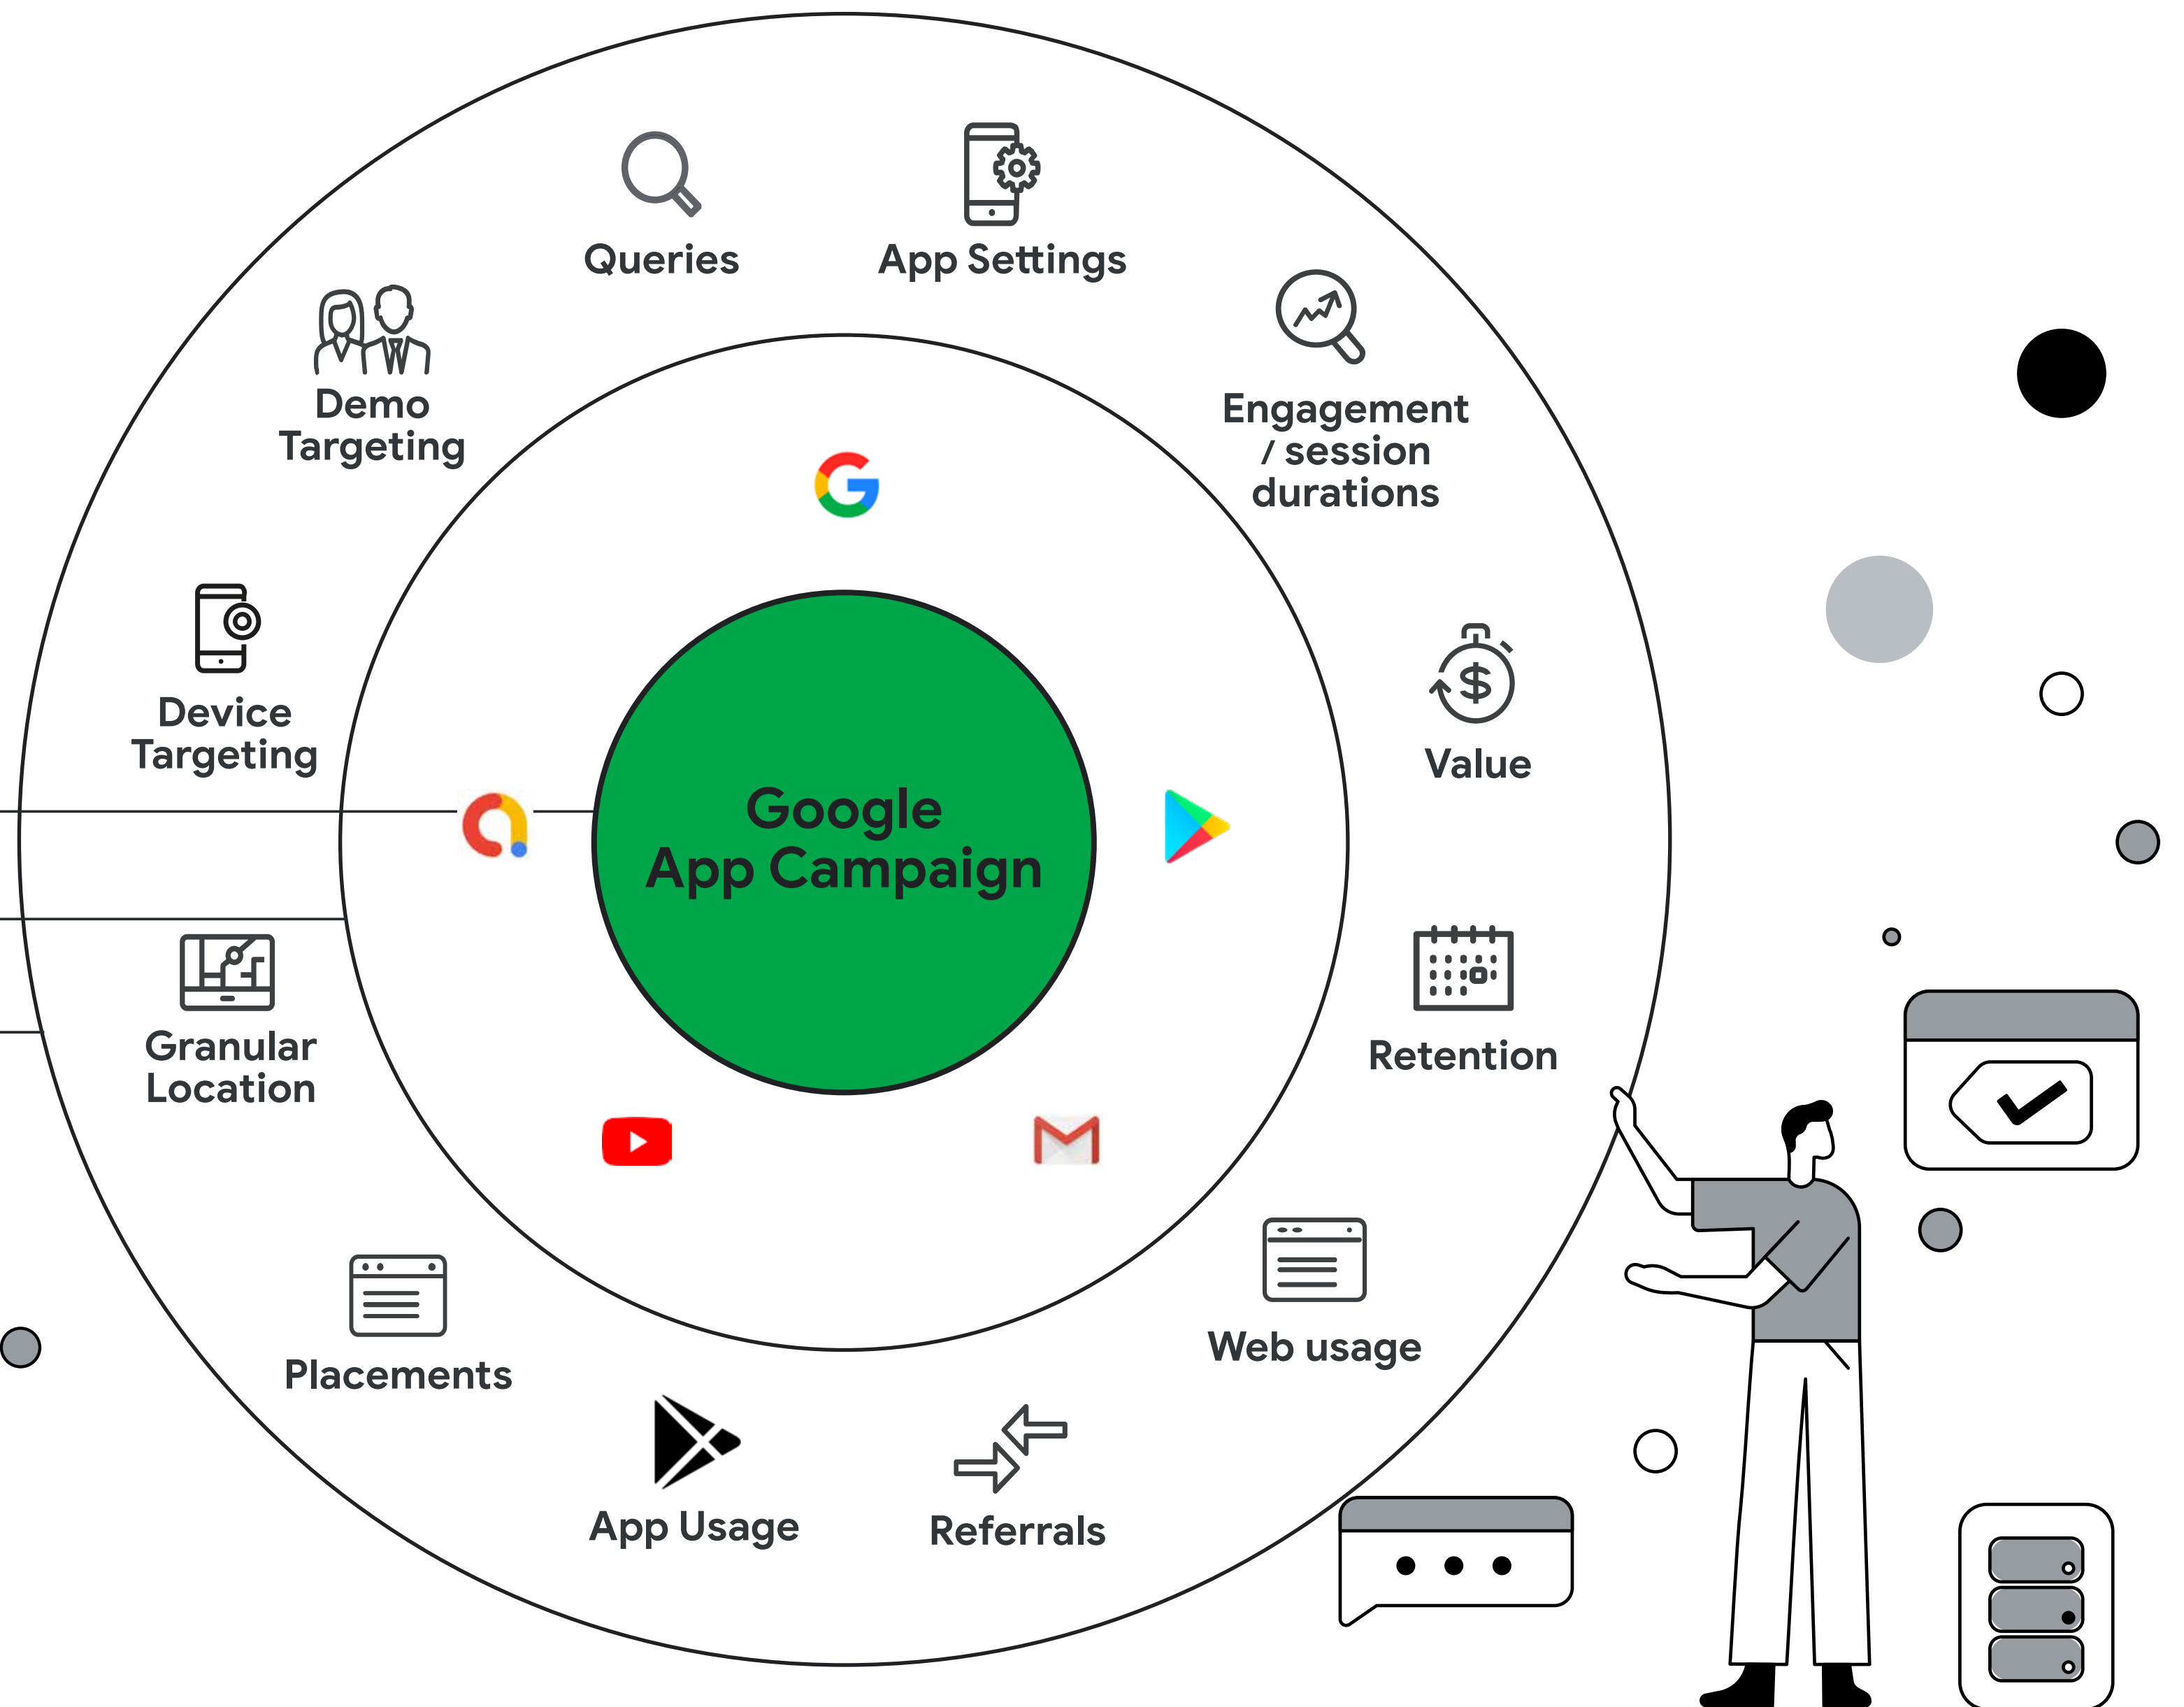 Queries
App Settings
Demo
Targeting
Engagement
/ session
durations
Device
Targeting
Value
Google
App Campaign
Granular
Location
Retention
Placements
Web usage
App Usage
Referrals